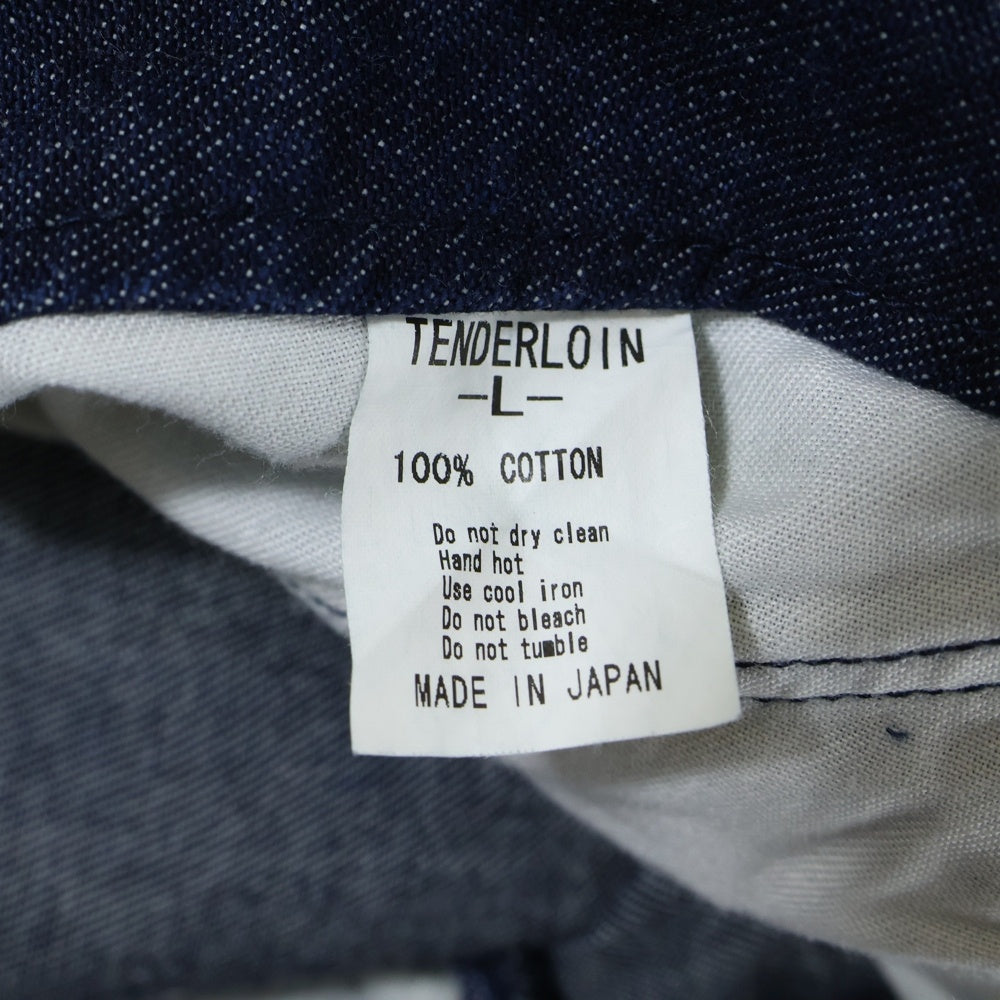 TENDERLOIN
-L-
100% COTTON
Do not dry clean
Hand hot
Use cool iron
Do not bleach
Do not tumble
MADE IN JAPAN